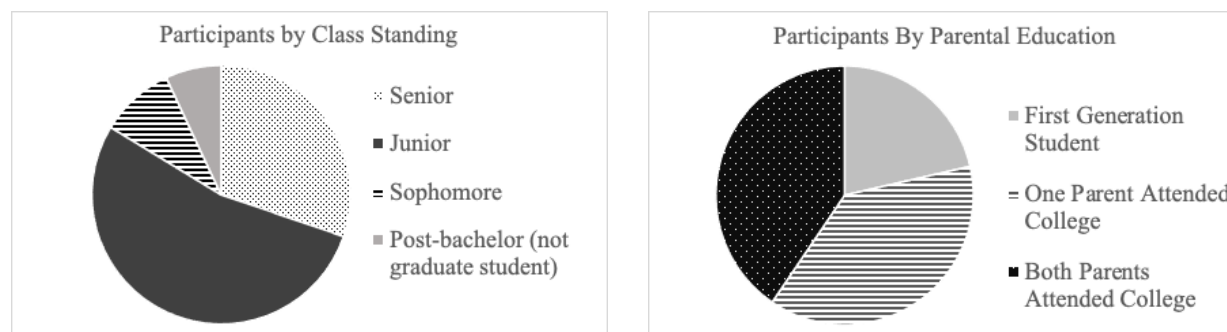 Participants by Class Standing
Senior
Junior
Sophomore
Post-bachelor (not
graduate student)
Participants By Parental Education
First Generation
Student
One Parent Attended
College
Both Parents
Attended College